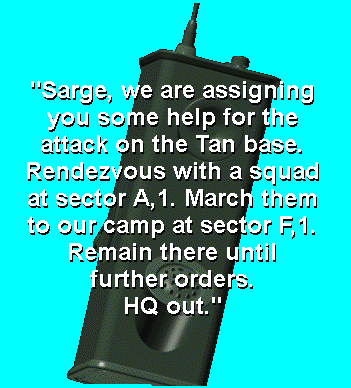 "Sarge, we are assigning
you some help for the
attack on the Tan base.
Rendezvous with a squad
at sector A,1. March them
to our camp at sector F,1.
Remain there until
further orders.
HQ out."